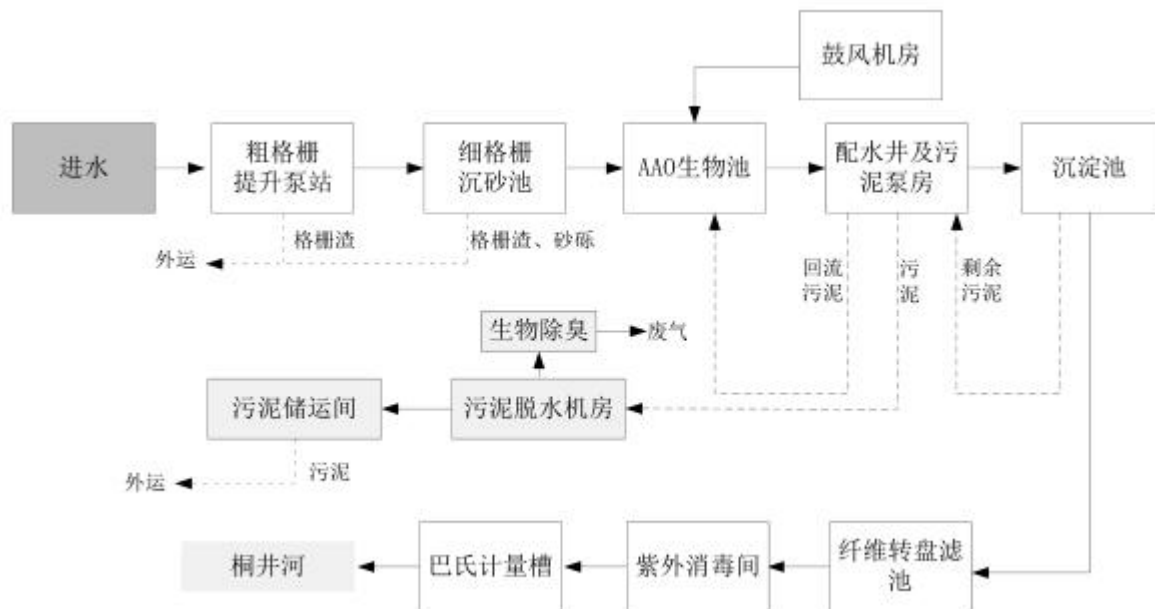 鼓风机房
进水
粗格栅
提升泵站
细格栅
沉砂池
AAO生物池
配水井及污
泥泵房
沉淀池
格栅渣
格栅渣、砂砾
外运
回流
污泥
污
泥
剩余
污泥
生物除臭
废气
污泥储运间
污泥脱水机房
污泥
外运
桐井河
巴氏计量槽
紫外消毒间
纤维转盘滤
池